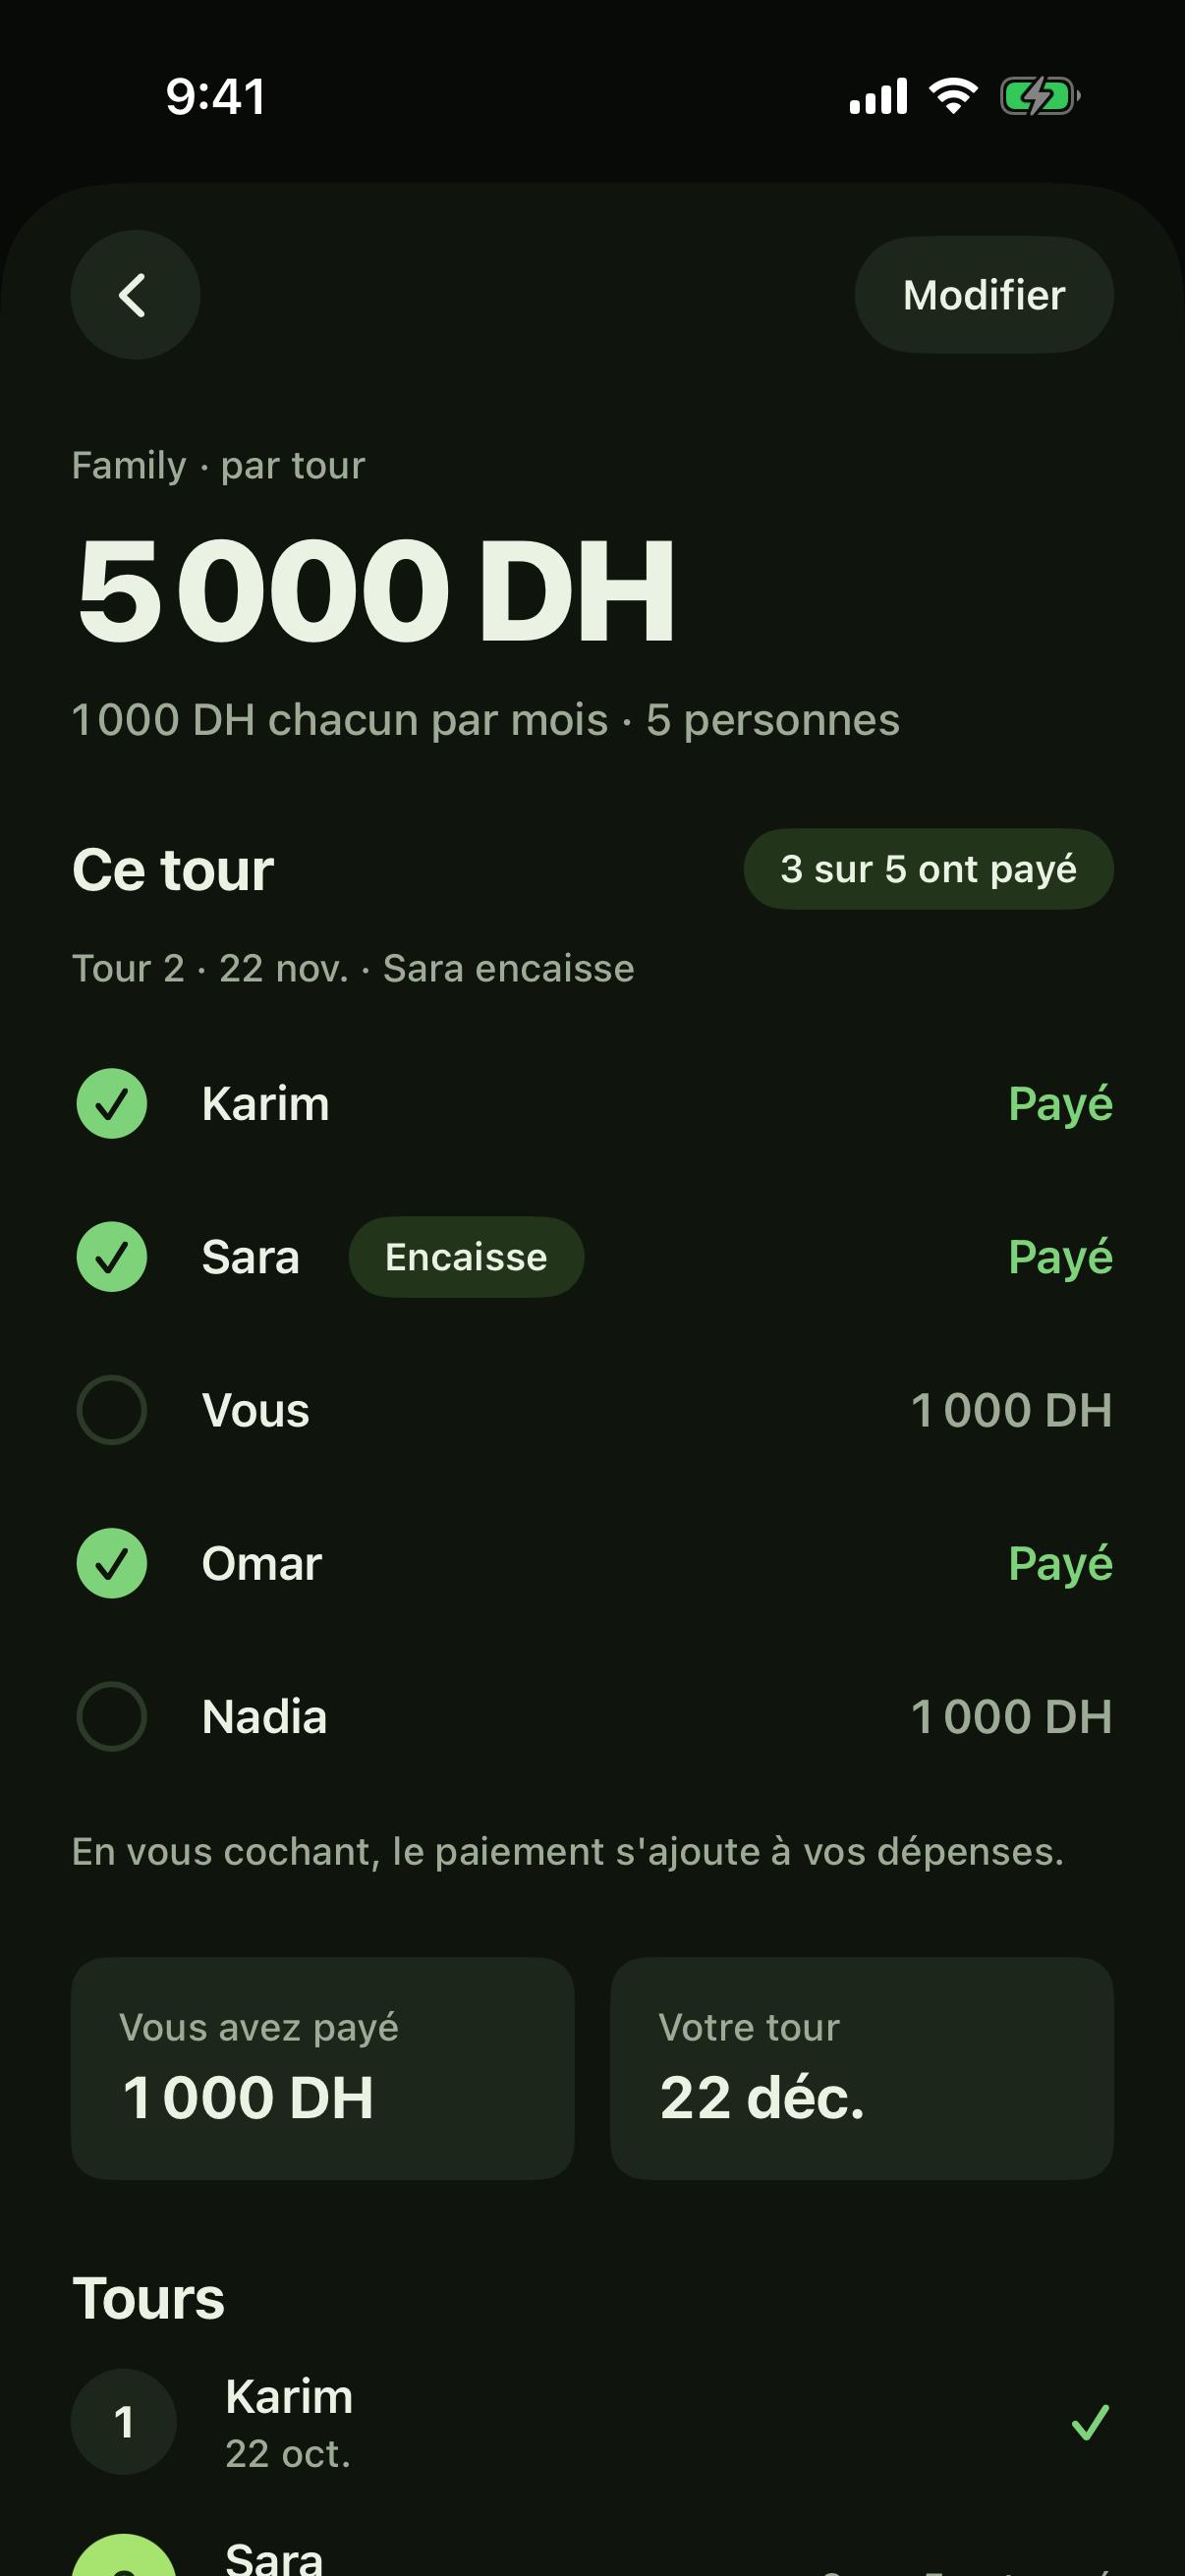 9:41
Modifier
Family · par tour
5 000 DH
1 000 DH chacun par mois · 5 personnes
Ce tour
3 sur 5 ont payé
Tour 2 · 22 nov. · Sara encaisse
Karim
Payé
Sara
Encaisse
Payé
Vous
1 000 DH
Omar
Payé
Nadia
1 000 DH
En vous cochant, le paiement s'ajoute à vos dépenses.
Vous avez payé
1 000 DH
Votre tour
22 déc.
Tours
1
Karim
22 oct.
Sara